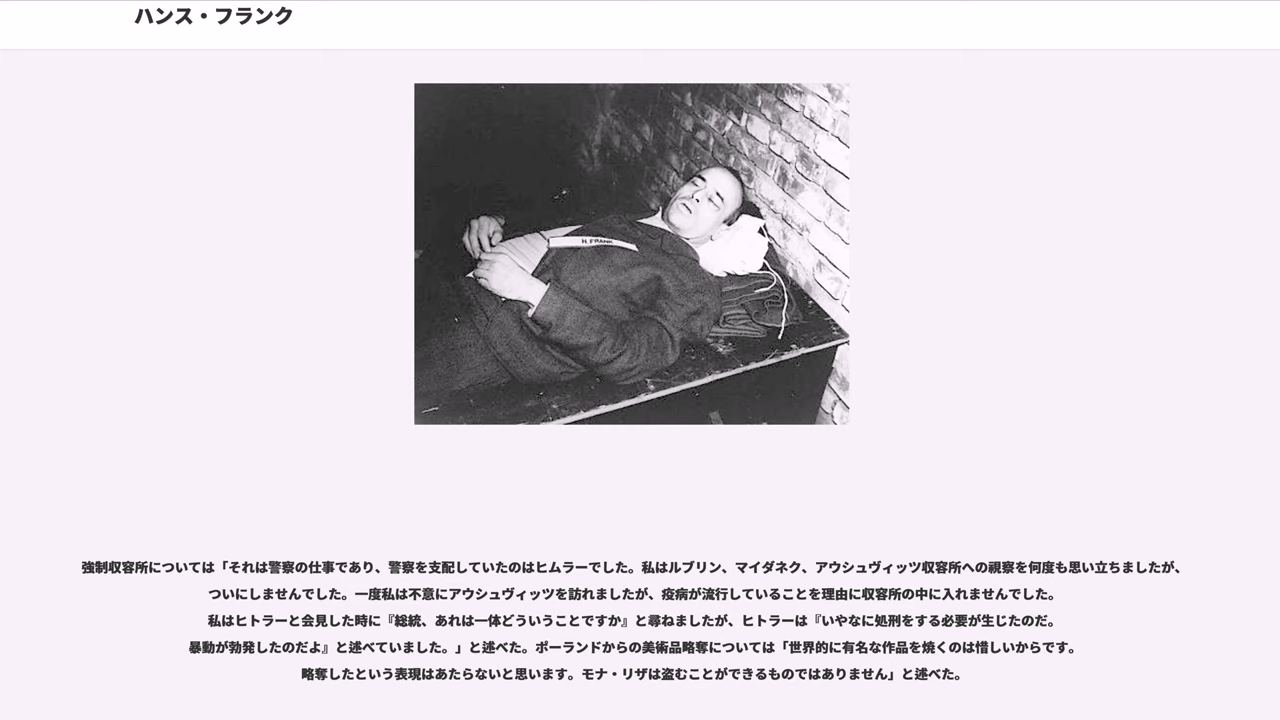 ハンス・フランク
H. FRANK
強制収容所については「それは警察の仕事であり、警察を支配していたのはヒムラーでした。私はルブリン、マイダネク、アウシュヴィッツ収容所への視察を何度も思い立ちましたが、
ついにしませんでした。一度私は不意にアウシュヴィッツを訪れましたが、疫病が流行していることを理由に収容所の中に入れませんでした。
私はヒトラーと会見した時に『総統、あれは一体どういうことですか』と尋ねましたが、ヒトラーは『いやなに処刑をする必要が生じたのだ。
暴動が勃発したのだよ』と述べていました。」と述べた。ポーランドからの美術品略奪については「世界的に有名な作品を焼くのは惜しいからです。
略奪したという表現はあたらないと思います。モナ・リザは盗むことができるものではありません」と述べた。